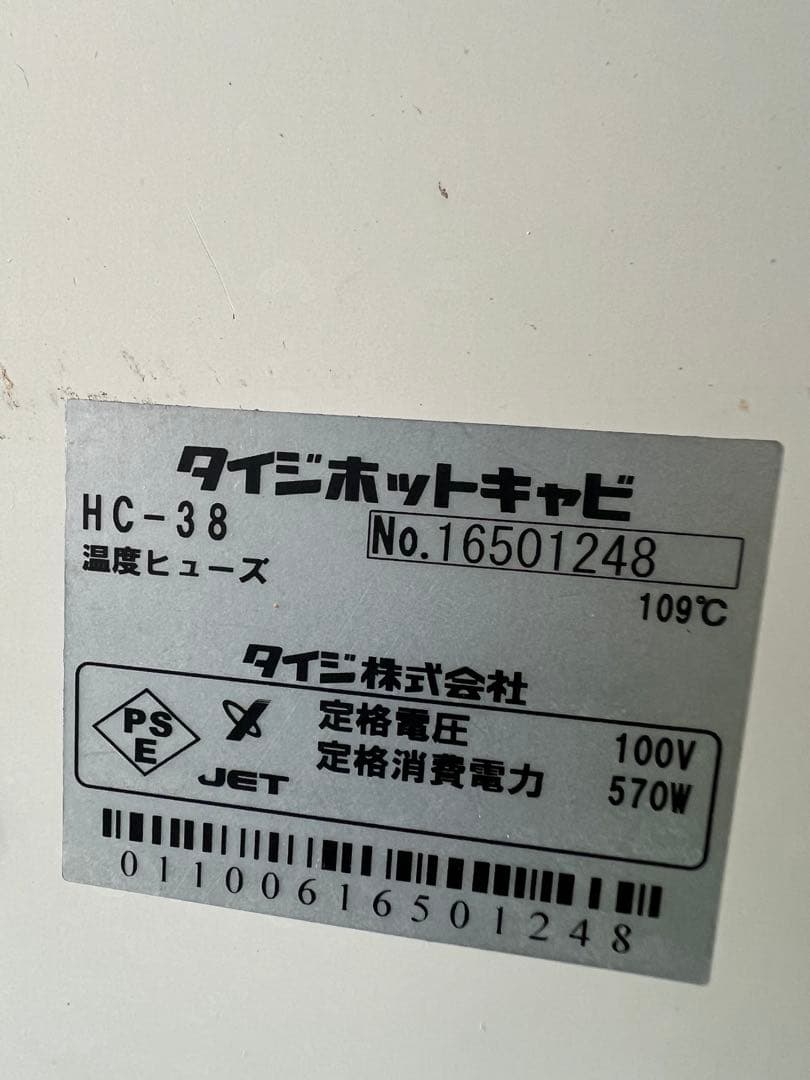 タイジホットキャビ
HC-38
No.16501248
温度ヒューズ
109℃
タイジ株式会社
PS
E
JET
定格電圧 100V
定格消費電力 570W
01100616501248